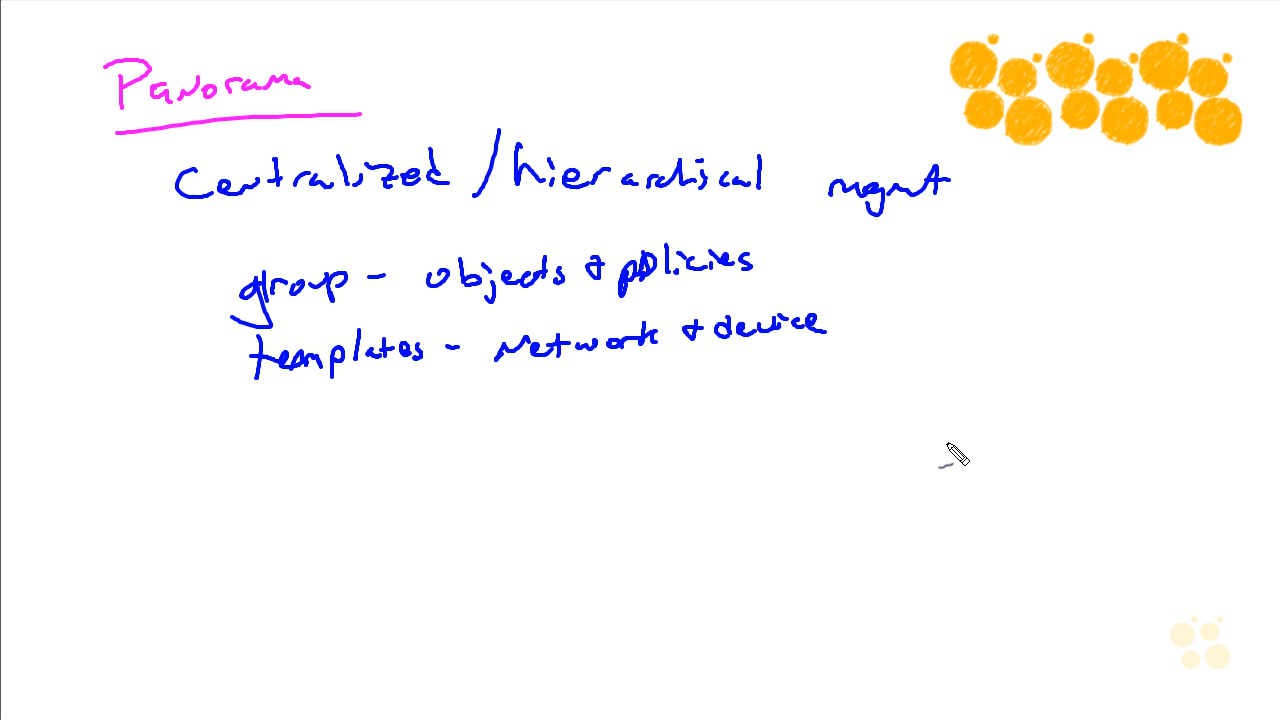 Panorama
Centralized / hierarchical mgmt
group - objects & policies
templates - Network & device